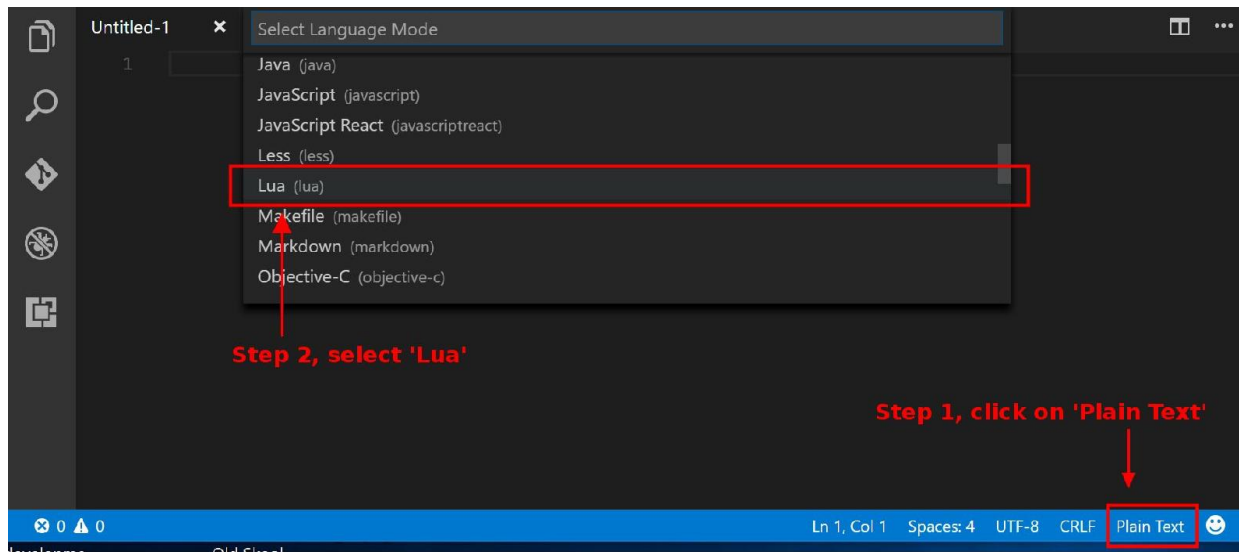 Untitled-1 × Select Language Mode
1
Java (java)
JavaScript (javascript)
JavaScript React (javascriptreact)
Less (less)
Lua (lua)
Makefile (makefile)
Markdown (markdown)
Objective-C (objective-c)
Step 2, select 'Lua'
Step 1, click on 'Plain Text'
0 0 Ln 1, Col 1 Spaces: 4 UTF-8 CRLF Plain Text
Old Skool